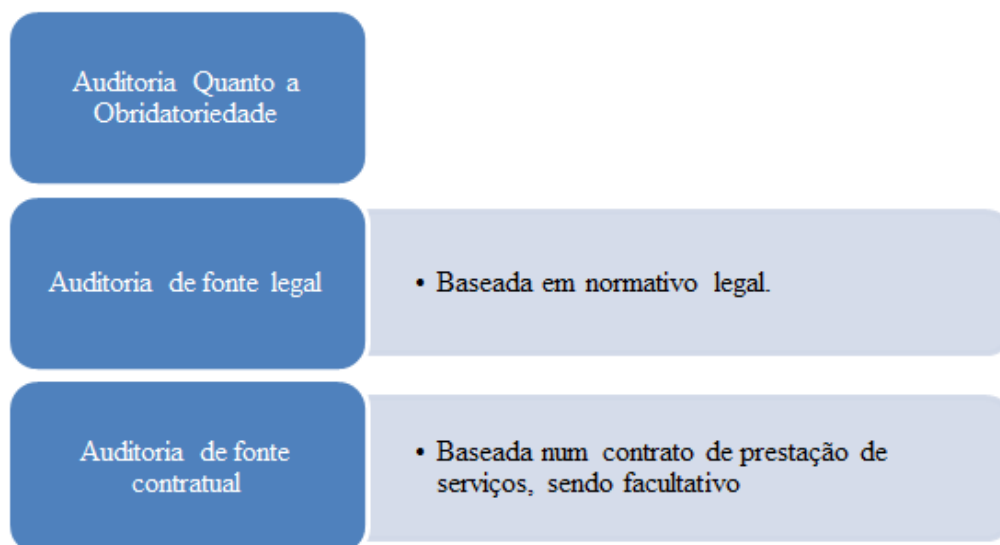 Auditoria Quanto a
Obridatoriedade
Auditoria de fonte legal
• Baseada em normativo legal.
Auditoria de fonte
contratual
• Baseada num contrato de prestação de
serviços, sendo facultativo